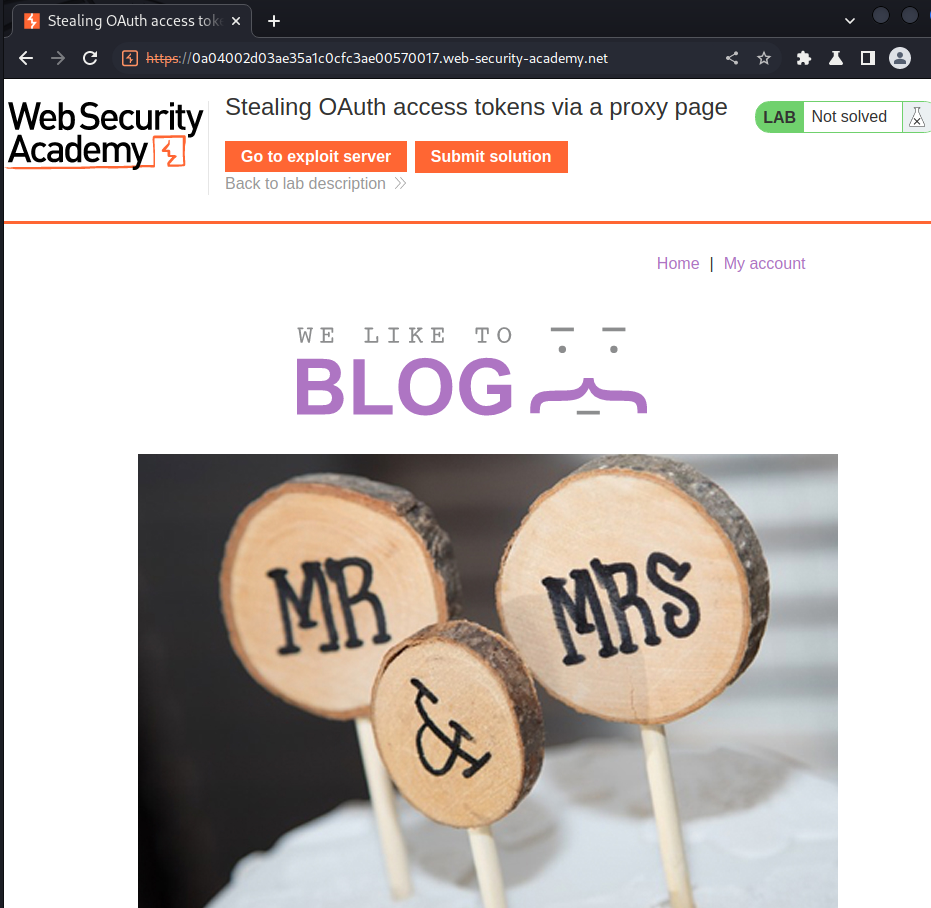 Stealing OAuth access toke
https://0a04002d03ae35a1c0cfc3ae00570017.web-security-academy.net
Web Security
Academy
Stealing OAuth access tokens via a proxy page
LAB Not solved
Go to exploit server Submit solution
Back to lab description
Home | My account
WE LIKE TO
BLOG
MR
&
MRS